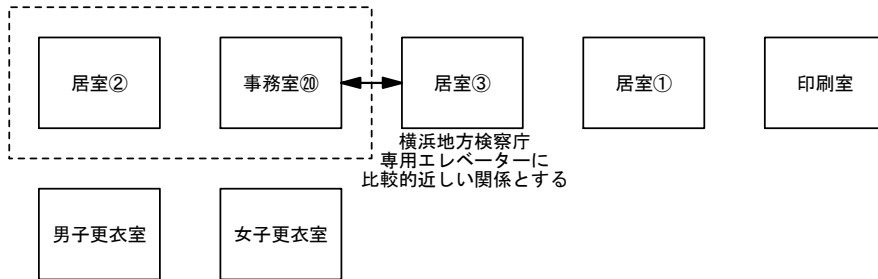 居室②
事務室⑳
居室③
居室①
印刷室
横浜地方検察庁
専用エレベーターに
比較的近しい関係とする
男子更衣室
女子更衣室